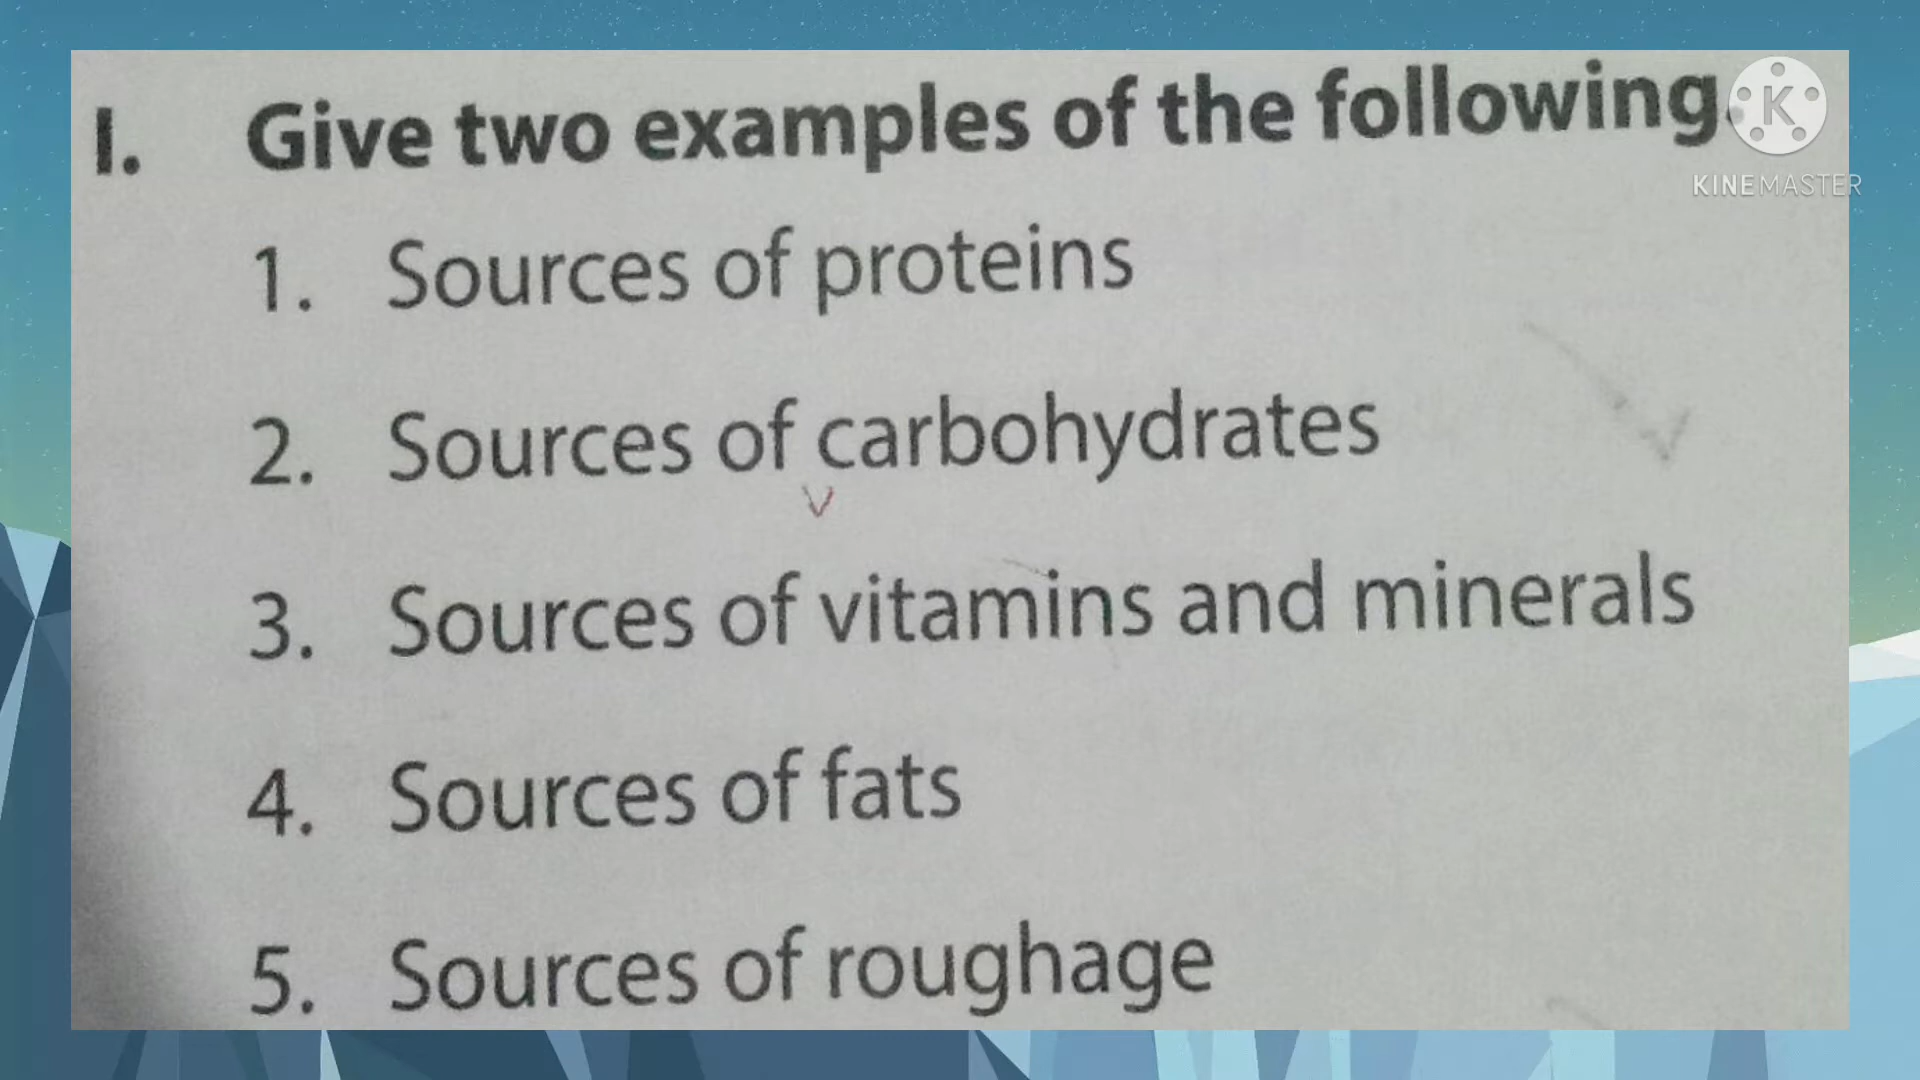 I. Give two examples of the following.
KINEMASTER
1. Sources of proteins
2. Sources of carbohydrates
3. Sources of vitamins and minerals
4. Sources of fats
5. Sources of roughage